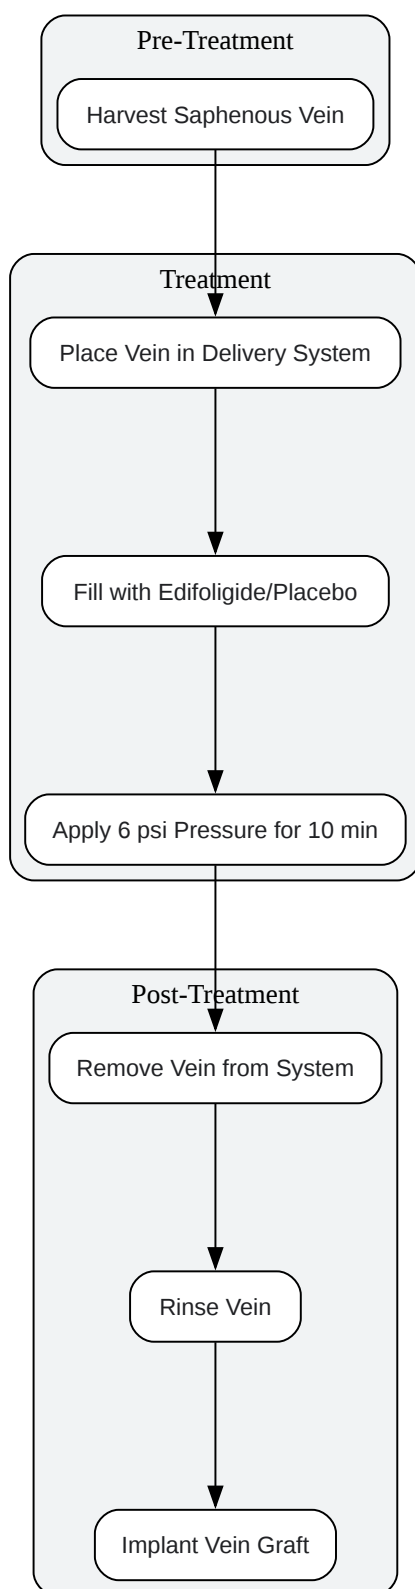 Pre-Treatment
Harvest Saphenous Vein
Treatment
Place Vein in Delivery System
Fill with Edifoligide/Placebo
Apply 6 psi Pressure for 10 min
Post-Treatment
Remove Vein from System
Rinse Vein
Implant Vein Graft